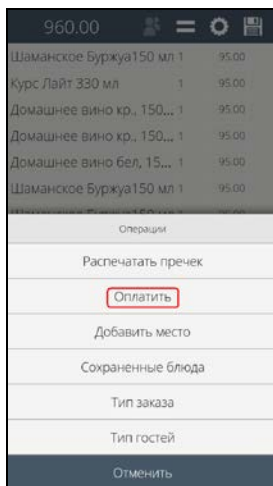 960.00
Шаманское Буржуа150 мл 1 95.00
Курс Лайт 330 мл 1 95.00
Домашнее вино кр., 150... 1 95.00
Домашнее вино кр., 150... 1 95.00
Домашнее вино бел, 15... 1 95.00
Шаманское Буржуа150 мл 1 95.00
Операции
Распечатать пречек
Оплатить
Добавить место
Сохраненные блюда
Тип заказа
Тип гостей
Отменить